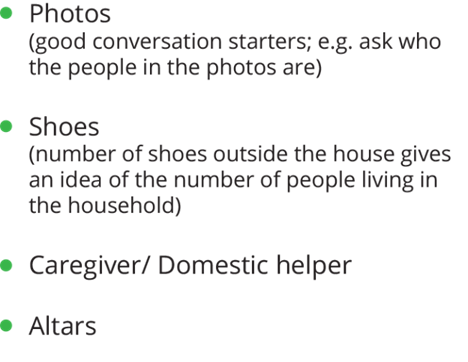 Photos
(good conversation starters; e.g. ask who
the people in the photos are)
Shoes
(number of shoes outside the house gives
an idea of the number of people living in
the household)
Caregiver/ Domestic helper
Altars